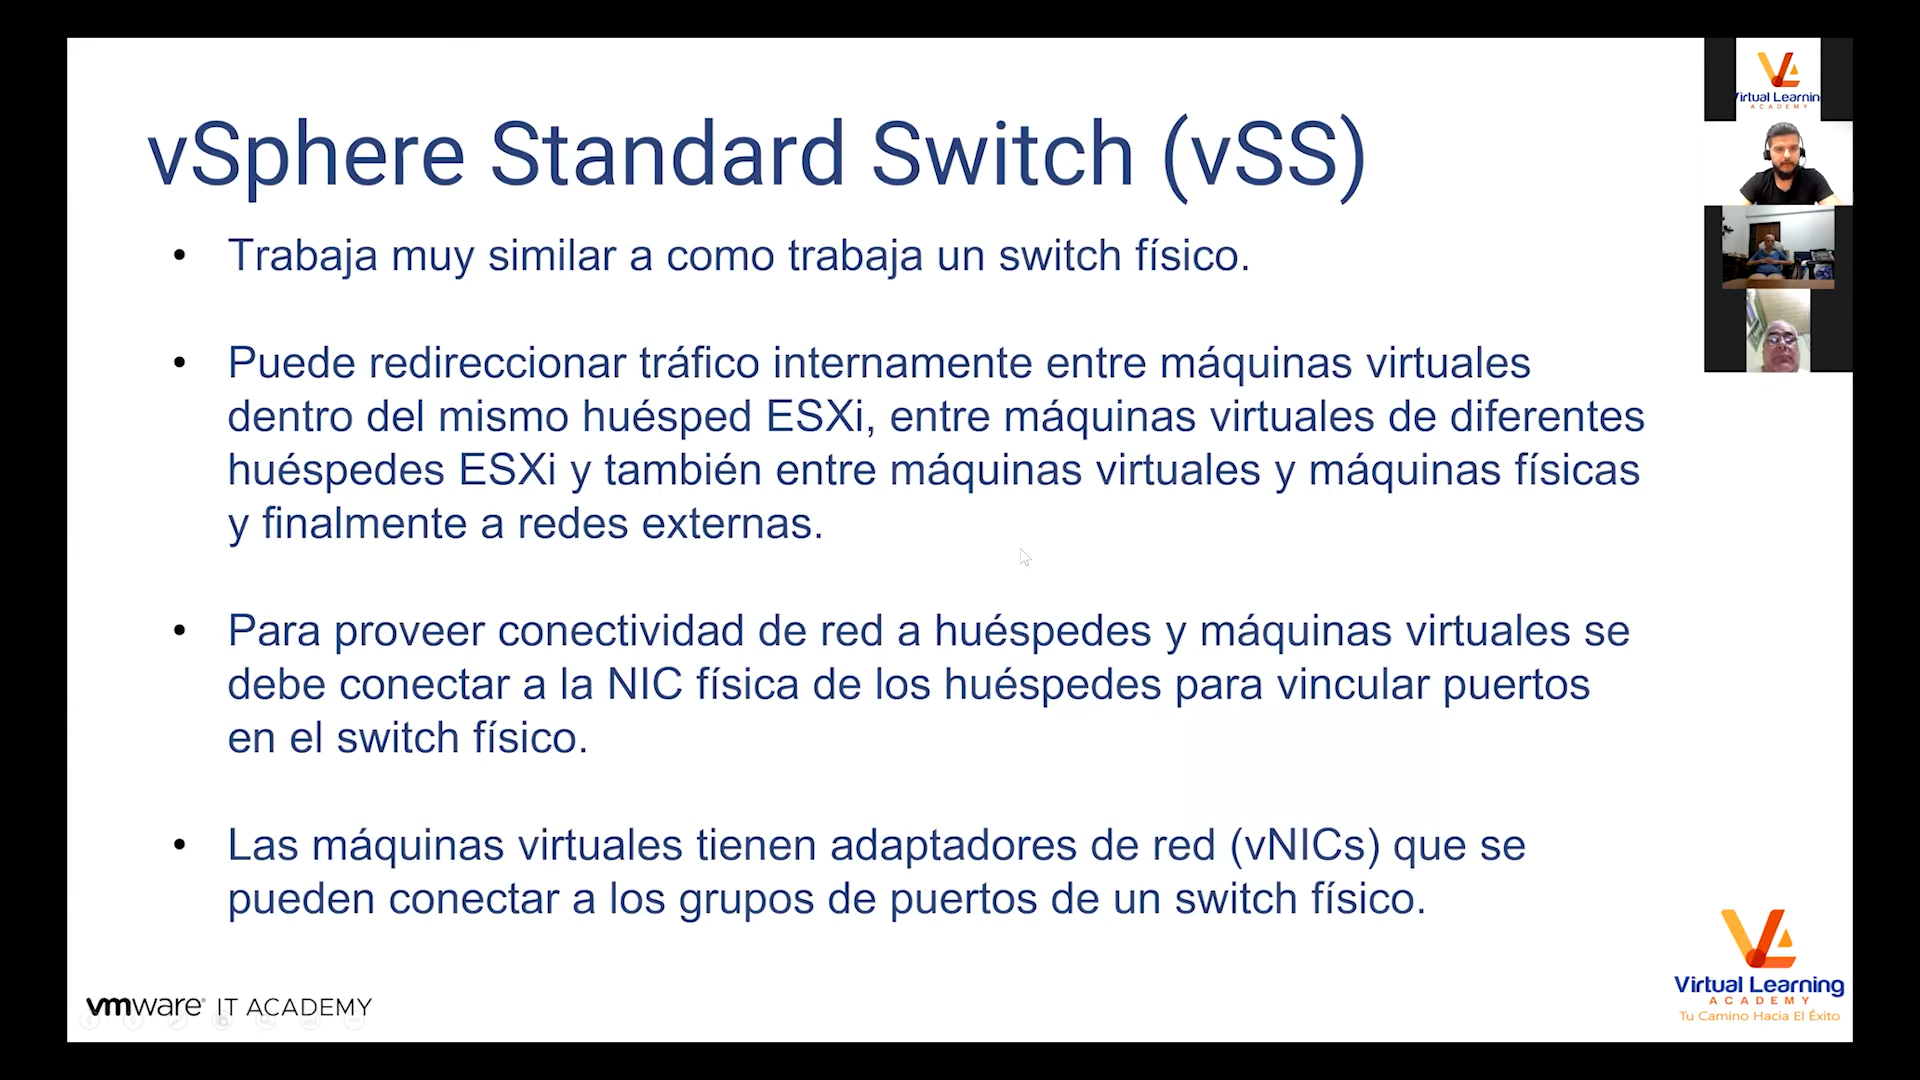 vSphere Standard Switch (vSS)
• Trabaja muy similar a como trabaja un switch físico.
• Puede redireccionar tráfico internamente entre máquinas virtuales
dentro del mismo huésped ESXi, entre máquinas virtuales de diferentes
huéspedes ESXi y también entre máquinas virtuales y máquinas físicas
y finalmente a redes externas.
• Para proveer conectividad de red a huéspedes y máquinas virtuales se
debe conectar a la NIC física de los huéspedes para vincular puertos
en el switch físico.
• Las máquinas virtuales tienen adaptadores de red (vNICs) que se
pueden conectar a los grupos de puertos de un switch físico.
vmware® IT ACADEMY
Virtual Learning
ACADEMY
Tu Camino Hacia El Éxito
irtual Learnin
ACADEMY